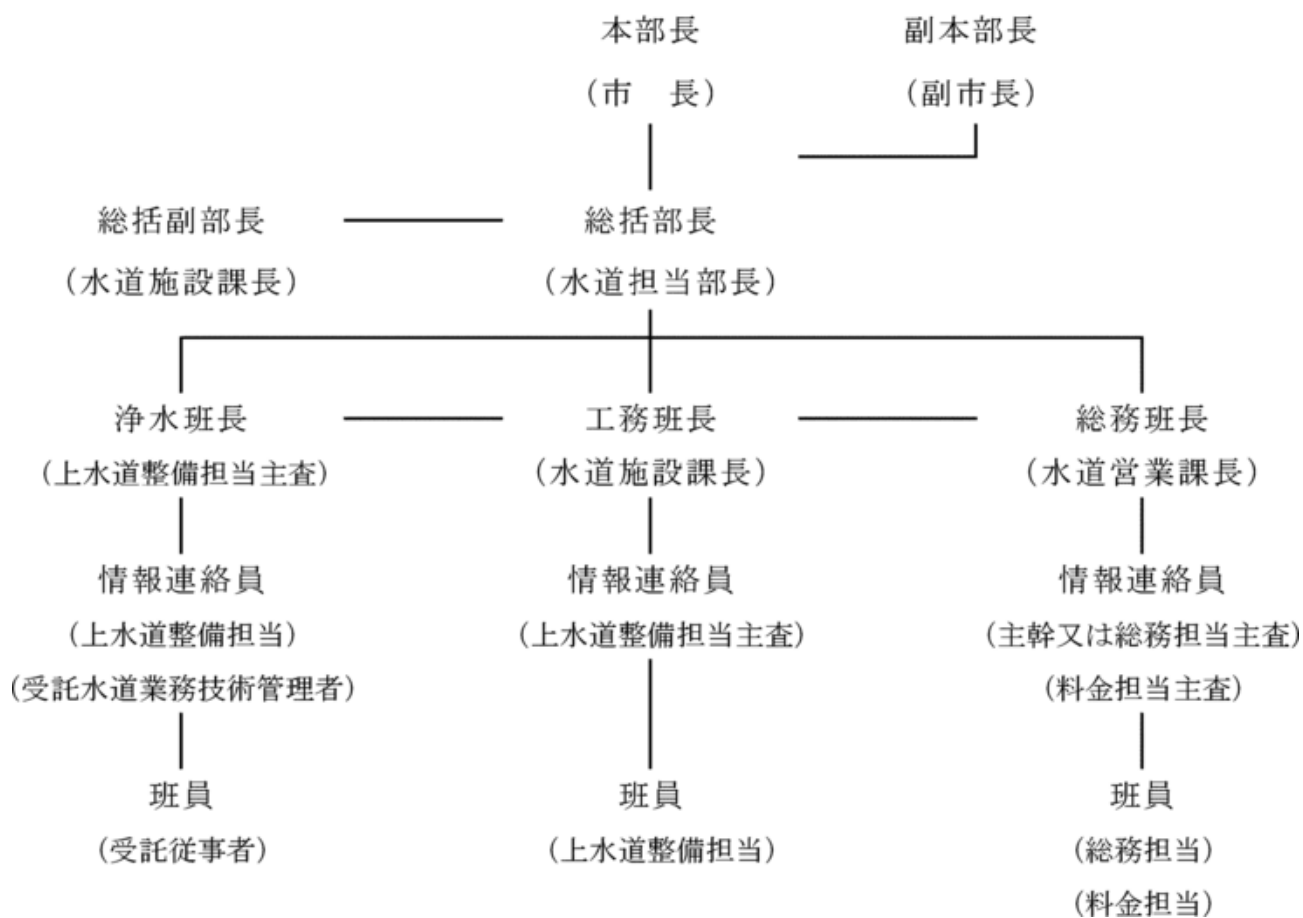 本部長 副本部長
（市　長） （副市長）
総括副部長 総括部長
（水道施設課長） （水道担当部長）
浄水班長 工務班長 総務班長
（上水道整備担当主査） （水道施設課長） （水道営業課長）
情報連絡員 情報連絡員 情報連絡員
（上水道整備担当） （上水道整備担当主査） （主幹又は総務担当主査）
（受託水道業務技術管理者） （料金担当主査）
班員 班員 班員
（受託従事者） （上水道整備担当） （総務担当）
（料金担当）